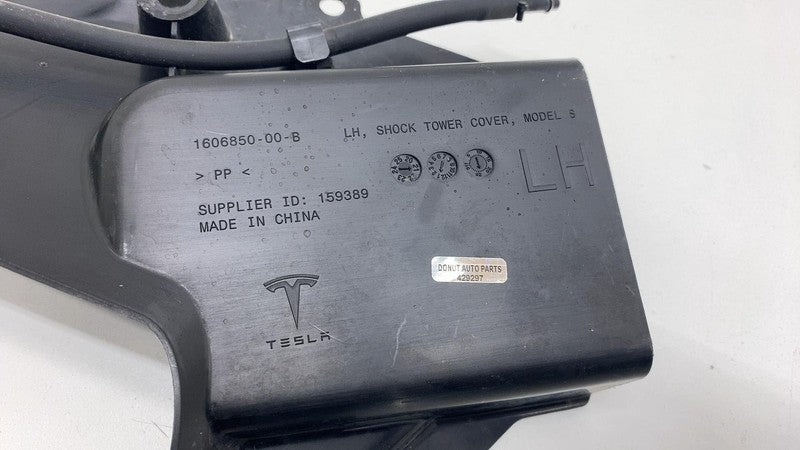 1606850-00-B LH, SHOCK TOWER COVER, MODEL S
> PP <
LH
SUPPLIER ID: 159389
MADE IN CHINA
DONUT AUTO PARTS
429297
TESLA